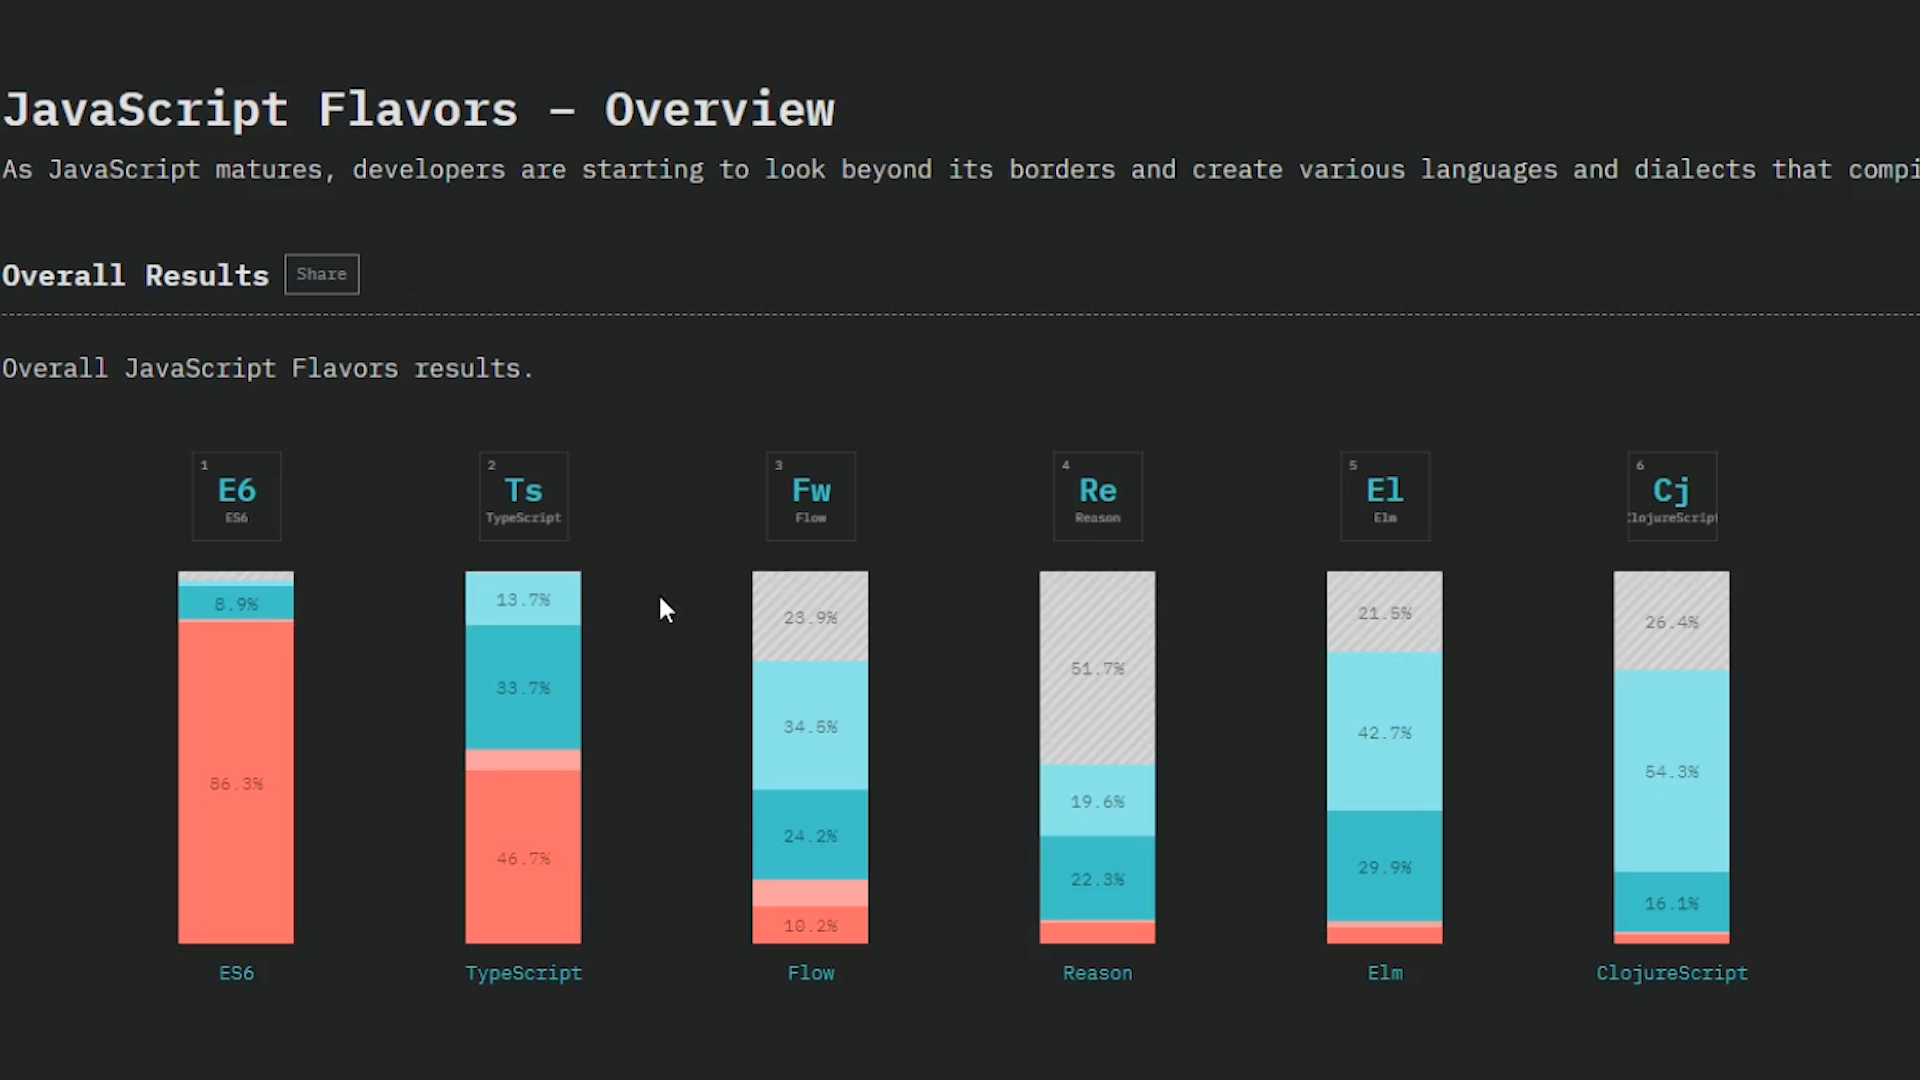 JavaScript Flavors – Overview
As JavaScript matures, developers are starting to look beyond its borders and create various languages and dialects that compi
Overall Results
Share
Overall JavaScript Flavors results.
1
E6
ES6
2
Ts
TypeScript
3
Fw
Flow
4
Re
Reason
5
El
Elm
6
Cj
ClojureScript
8.9%
86.3%
13.7%
33.7%
46.7%
23.9%
34.5%
24.2%
10.2%
51.7%
19.6%
22.3%
21.5%
42.7%
29.9%
26.4%
54.3%
16.1%
ES6
TypeScript
Flow
Reason
Elm
ClojureScript